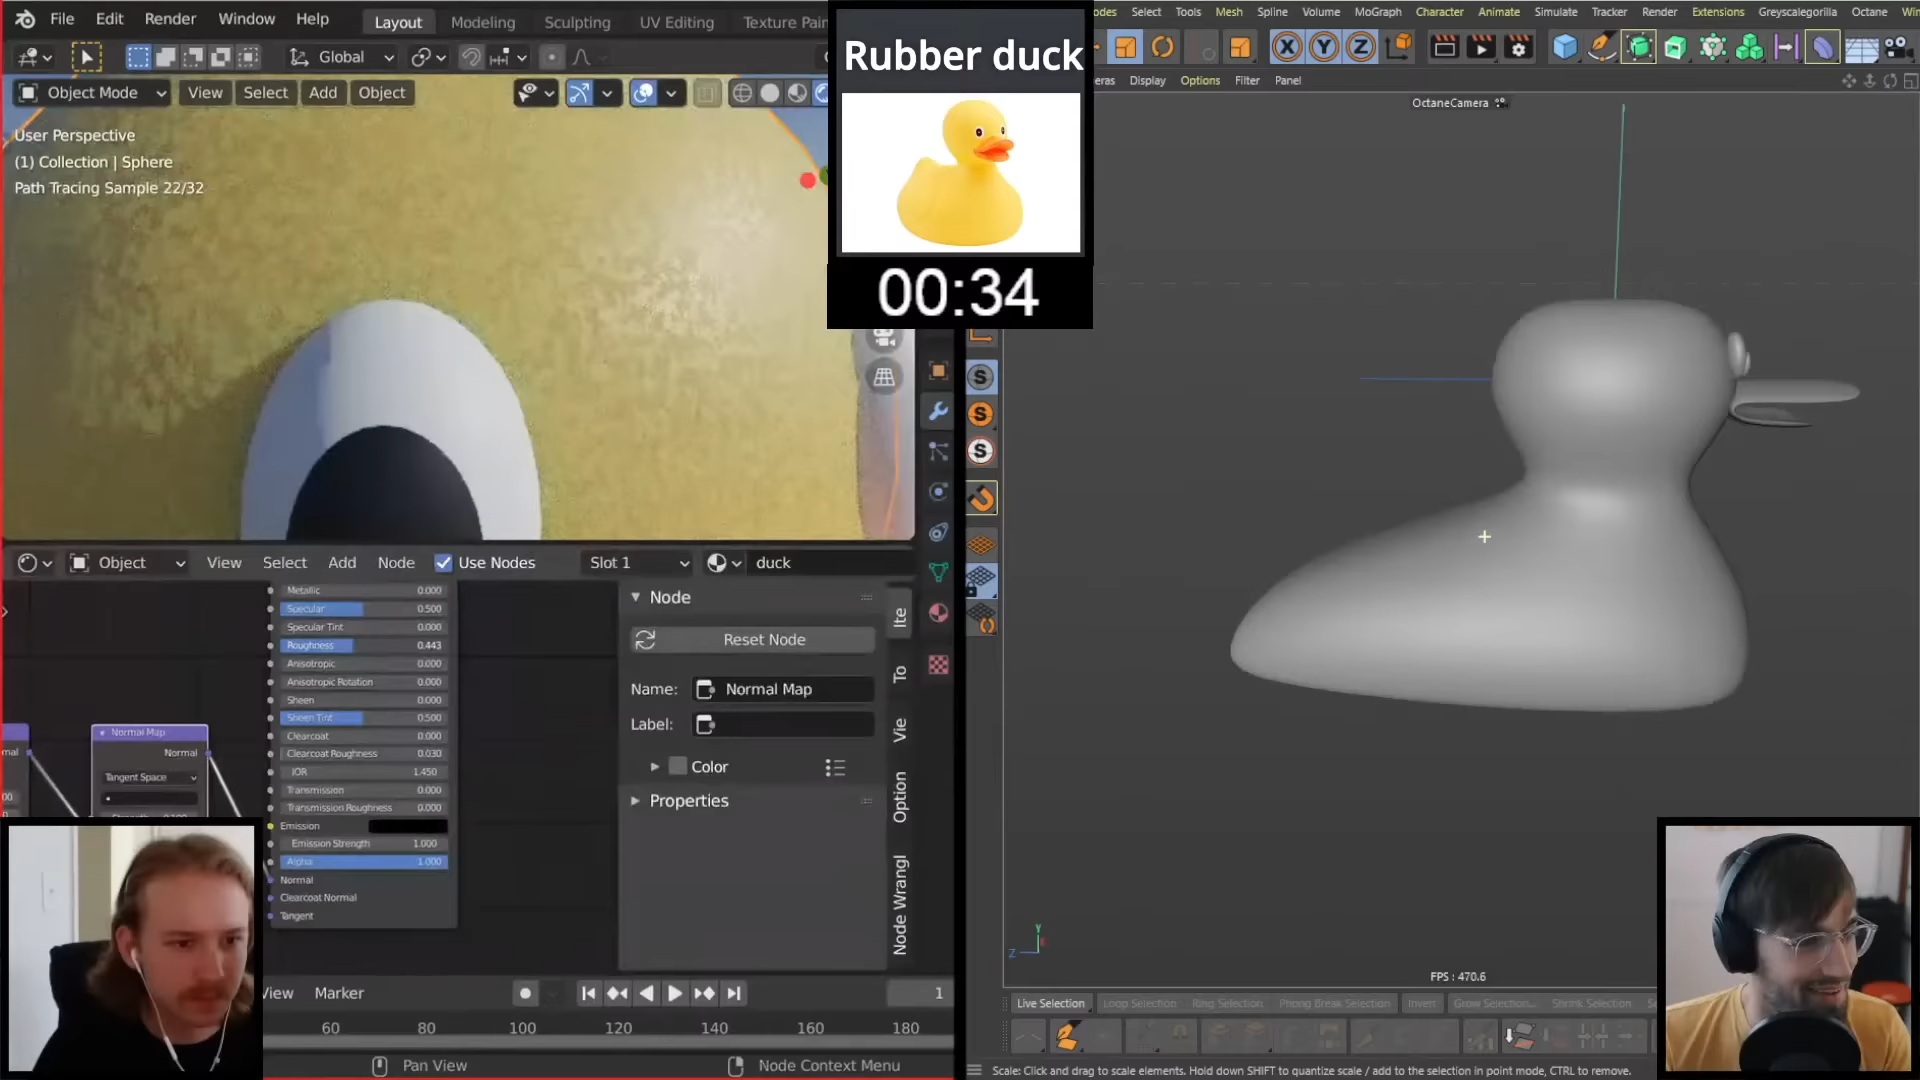 File Edit Render Window Help
Layout Modeling Sculpting UV Editing Texture Pain
Global
Object Mode View Select Add Object
User Perspective
(1) Collection | Sphere
Path Tracing Sample 22/32
Rubber duck
00:34
odes Select Tools Mesh Spline Volume MoGraph Character Animate Simulate Tracker Render Extensions Greyscalegorilla Octane Win
X Y Z
eras Display Options Filter Panel
OctaneCamera
S
S
S
Object View Select Add Node Use Nodes Slot 1 duck
Metallic 0.000
Specular 0.500
Specular Tint 0.000
Roughness 0.443
Anisotropic 0.000
Anisotropic Rotation 0.000
Sheen 0.000
Sheen Tint 0.500
Clearcoat 0.000
Clearcoat Roughness 0.030
IOR 1.450
Transmission 0.000
Transmission Roughness 0.000
Emission
Emission Strength 1.000
Alpha 1.000
Normal
Clearcoat Normal
Tangent
mal
00
Normal Map
Normal
Tangent Space
Node
Reset Node
Name: Normal Map
Label:
Color
Properties
Ite
To
Vie
Option
Node Wrangl
View Marker
1
60 80 100 120 140 160 180
Pan View Node Context Menu
Y
Z
FPS : 470.6
Live Selection Loop Selection Ring Selection Phong Break Selection Invert Grow Selection... Shrink Selection Se
Scale: Click and drag to scale elements. Hold down SHIFT to quantize scale / add to the selection in point mode, CTRL to remove.